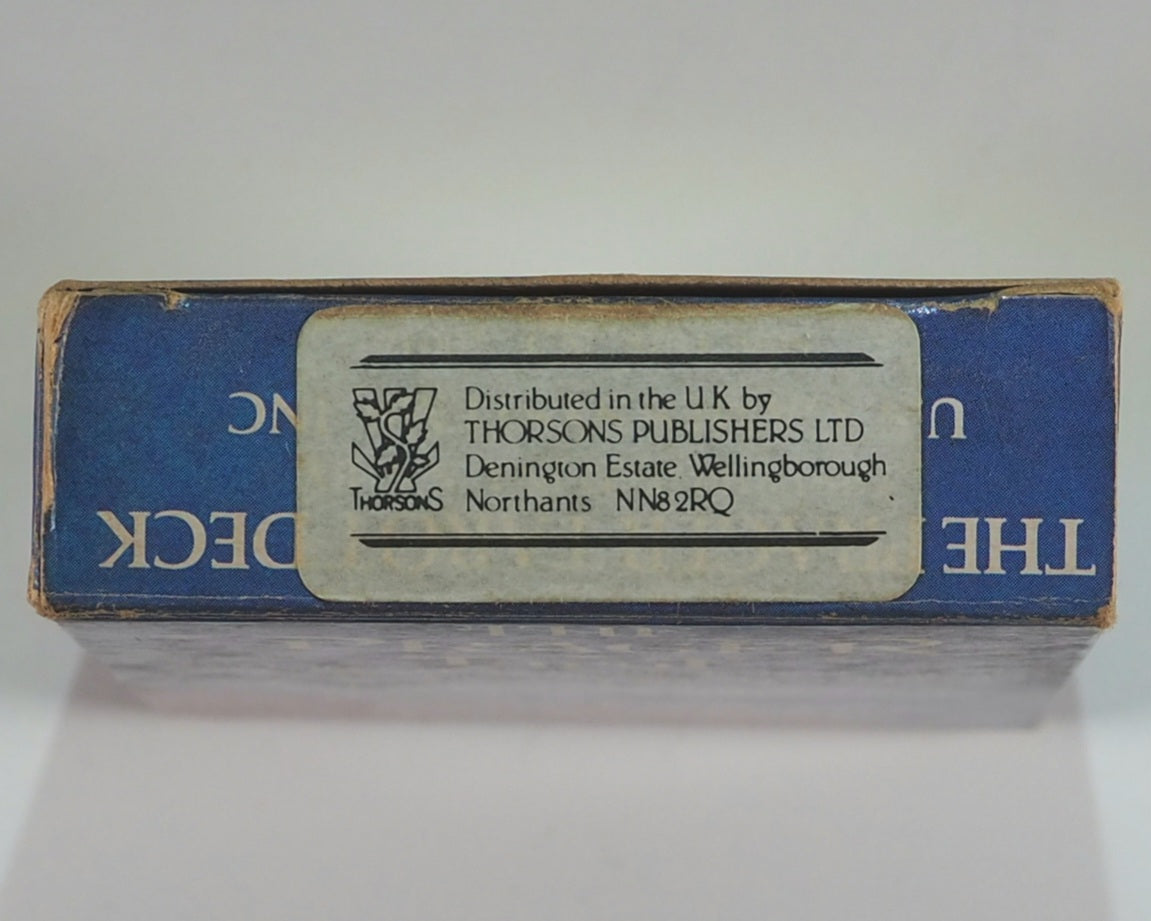 Distributed in the U.K by
THORSONS PUBLISHERS LTD
Denington Estate, Wellingborough
Northants NN8 2RQ
THORSONS
THE DECK
U NC